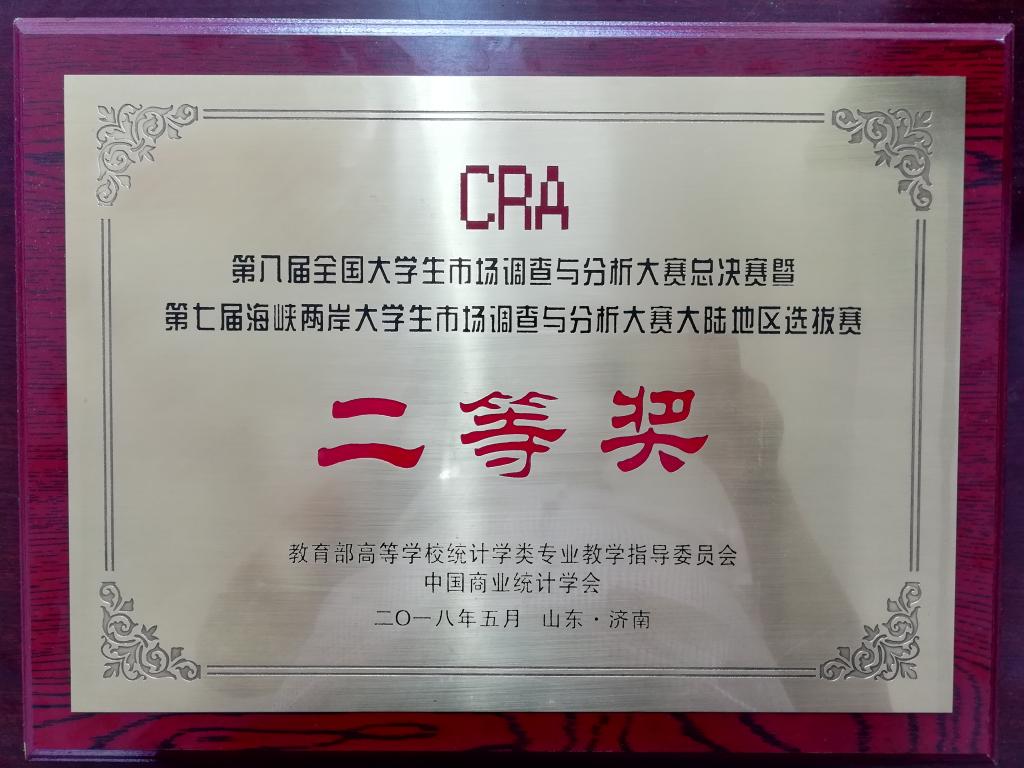 CRA
第八届全国大学生市场调查与分析大赛总决赛暨
第七届海峡两岸大学生市场调查与分析大赛大陆地区选拔赛
二等奖
教育部高等学校统计学类专业教学指导委员会
中国商业统计学会
二〇一八年五月 山东·济南